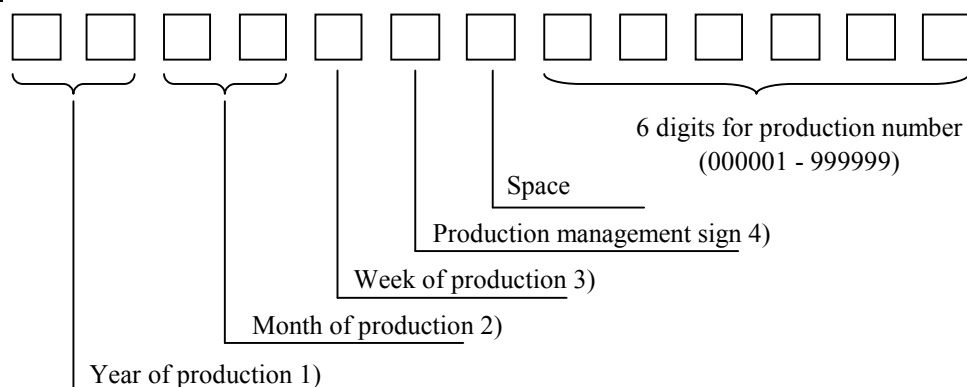 6 digits for production number
(000001 - 999999)
Space
Production management sign 4)
Week of production 3)
Month of production 2)
Year of production 1)